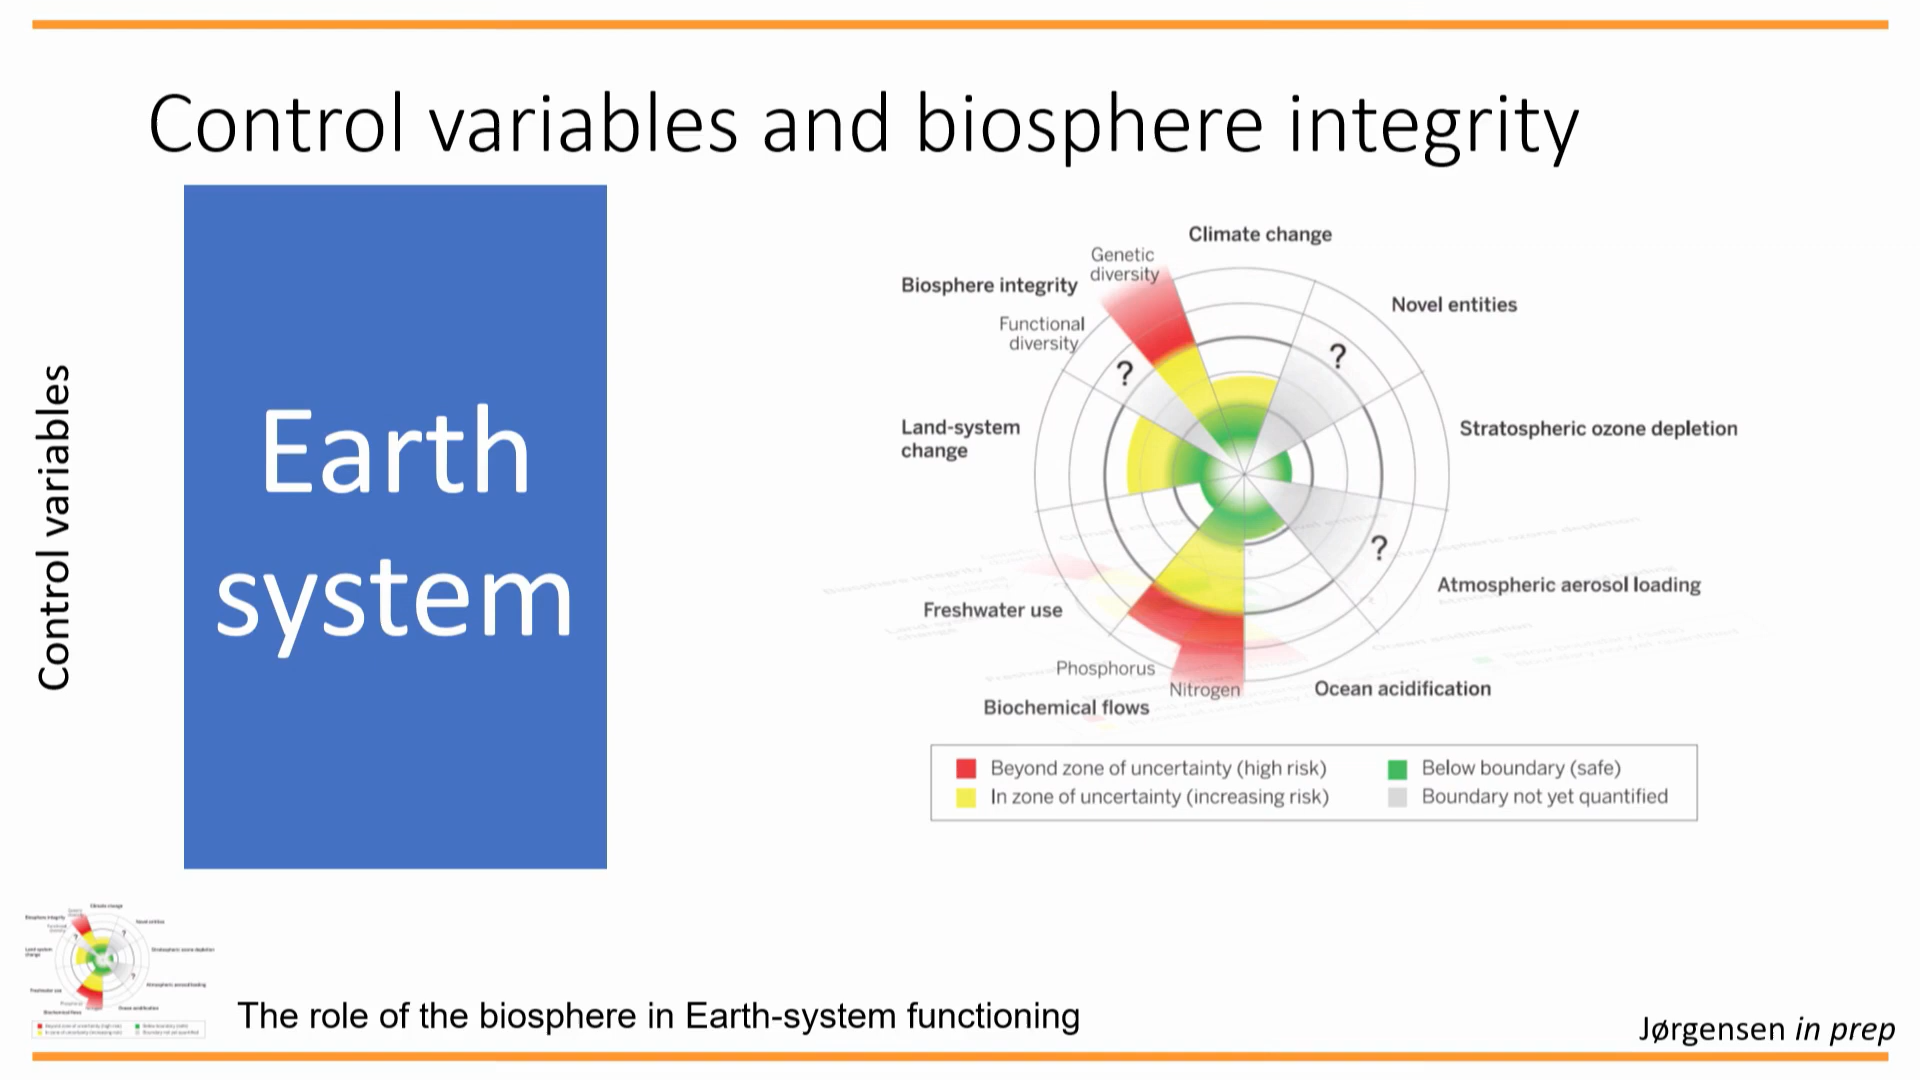 Control variables and biosphere integrity
Control variables
Earth
system
Climate change
Genetic
diversity
Biosphere integrity
Functional
diversity
Novel entities
?
?
Land-system
change
Stratospheric ozone depletion
?
Atmospheric aerosol loading
Freshwater use
Phosphorus
Nitrogen
Biochemical flows
Ocean acidification
Beyond zone of uncertainty (high risk)
In zone of uncertainty (increasing risk)
Below boundary (safe)
Boundary not yet quantified
The role of the biosphere in Earth-system functioning
Jørgensen in prep